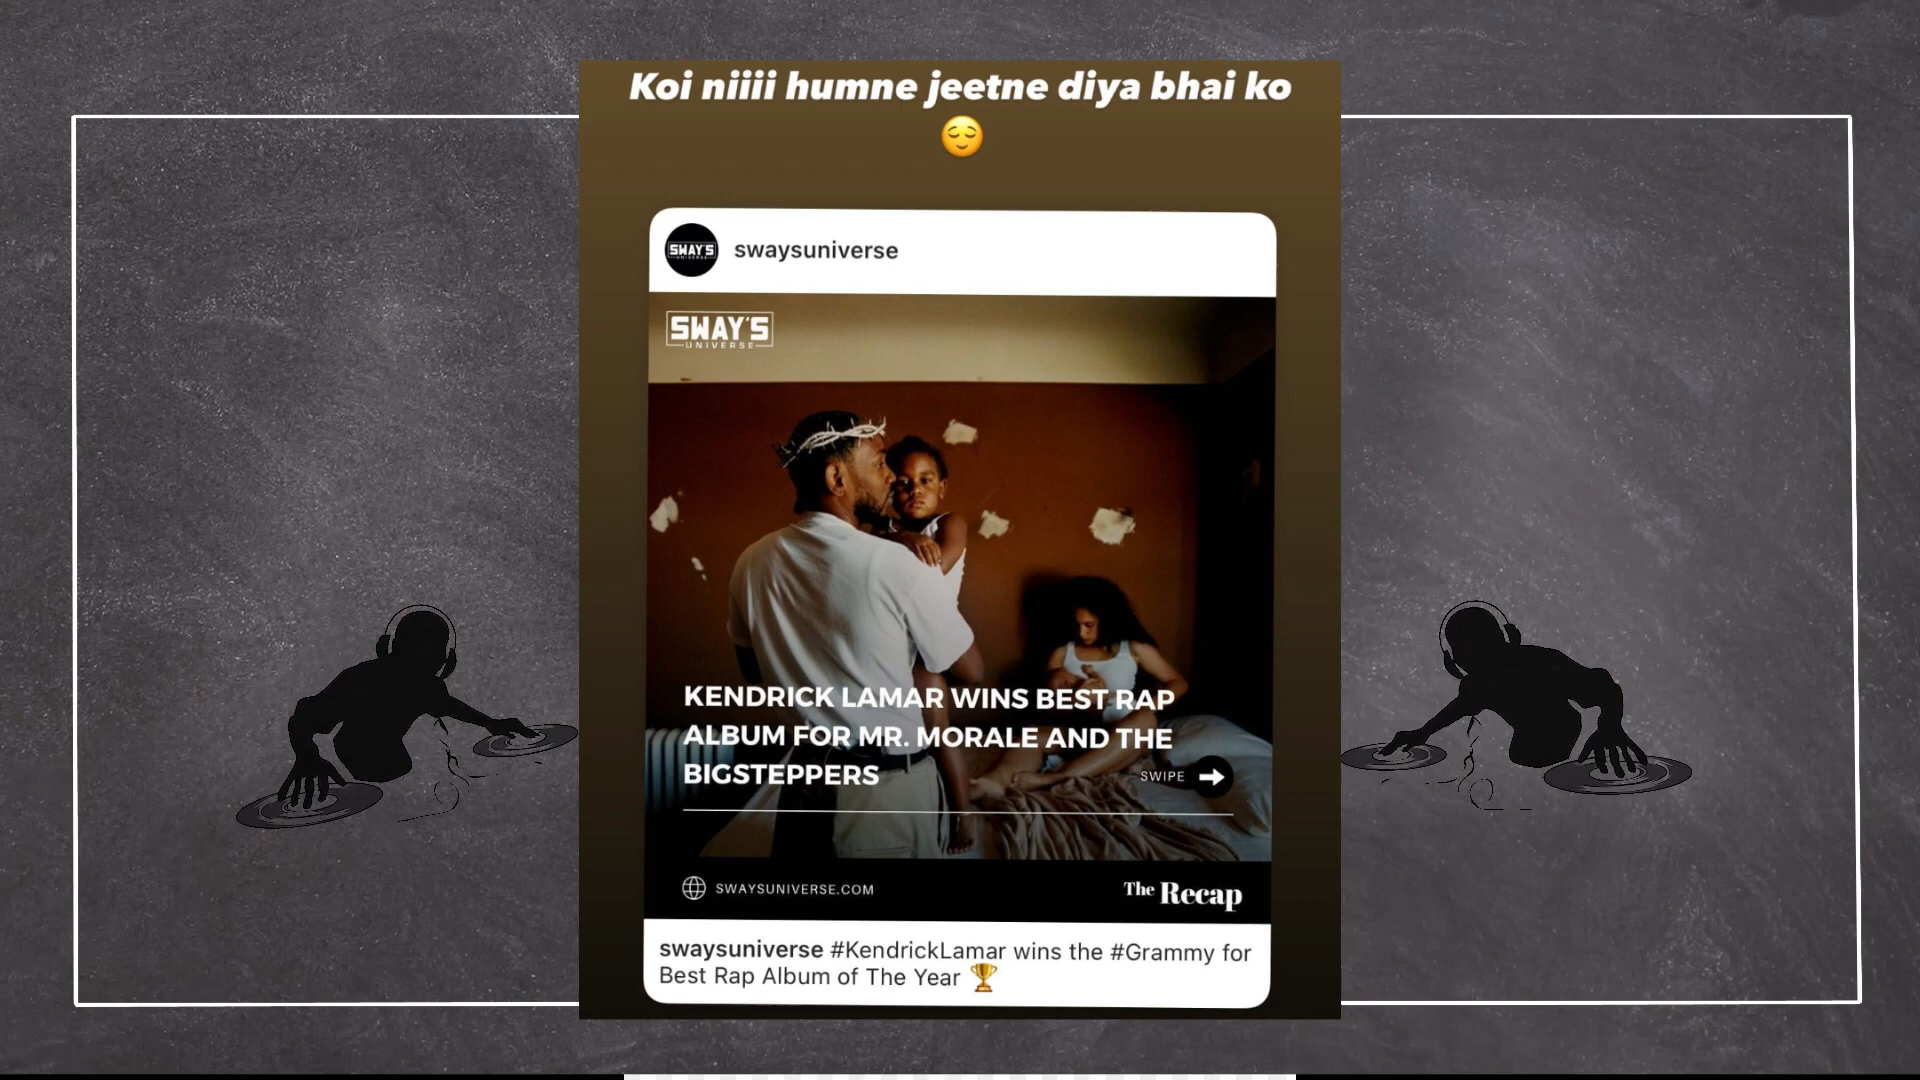 Koi niiii humne jeetne diya bhai ko
😌
SWAY'S
UNIVERSE
swaysuniverse
SWAY'S
UNIVERSE
KENDRICK LAMAR WINS BEST RAP
ALBUM FOR MR. MORALE AND THE
BIGSTEPPERS
SWIPE
SWAYSUNIVERSE.COM
The Recap
swaysuniverse #KendrickLamar wins the #Grammy for
Best Rap Album of The Year 🏆